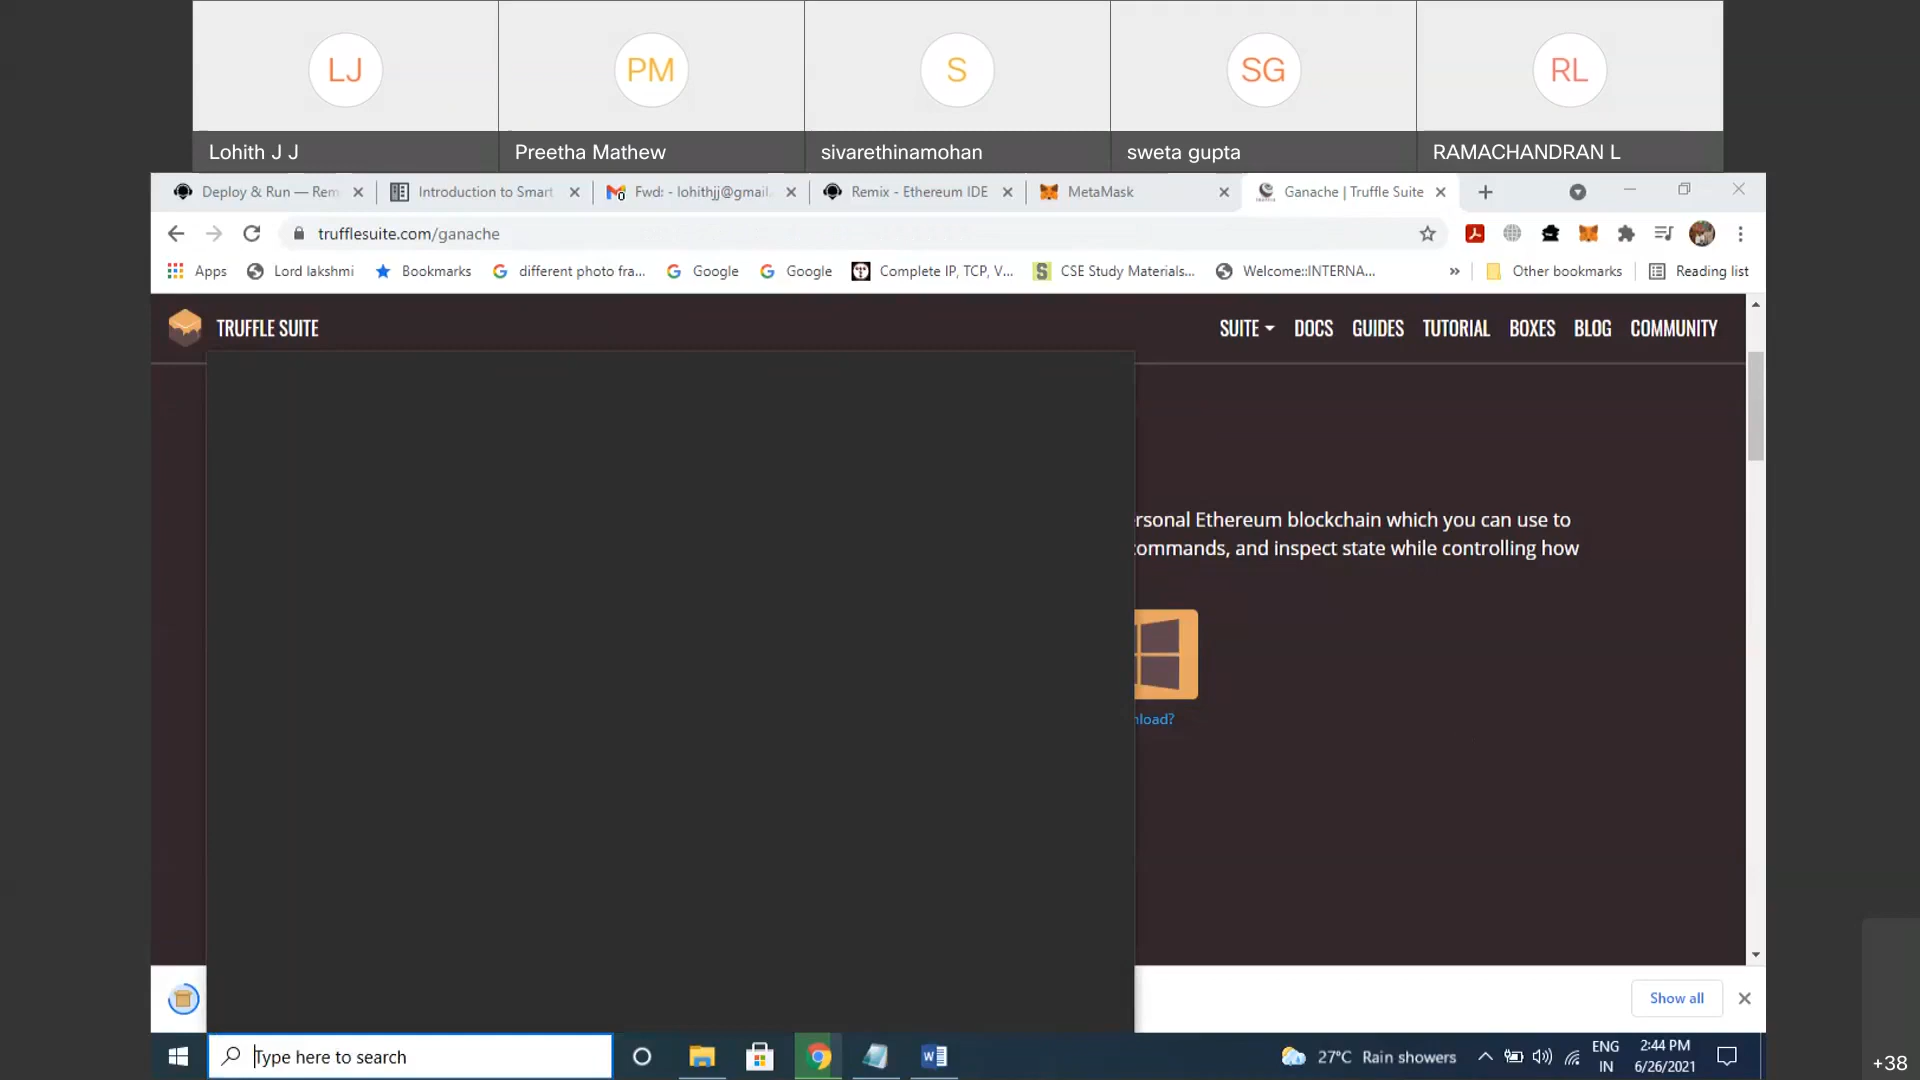 LJ
PM
S
SG
RL
Lohith J J
Preetha Mathew
sivarethinamohan
sweta gupta
RAMACHANDRAN L
Deploy & Run — Rem
Introduction to Smart
Fwd: - lohithjj@gmail.
Remix - Ethereum IDE
MetaMask
Ganache | Truffle Suite
trufflesuite.com/ganache
Apps
Lord lakshmi
Bookmarks
different photo fra...
Google
Google
Complete IP, TCP, V...
CSE Study Materials...
Welcome::INTERNA...
Other bookmarks
Reading list
TRUFFLE SUITE
SUITE
DOCS
GUIDES
TUTORIAL
BOXES
BLOG
COMMUNITY
ersonal Ethereum blockchain which you can use to
commands, and inspect state while controlling how
nload?
Show all
Type here to search
27°C Rain showers
ENG
IN
2:44 PM
6/26/2021
+38